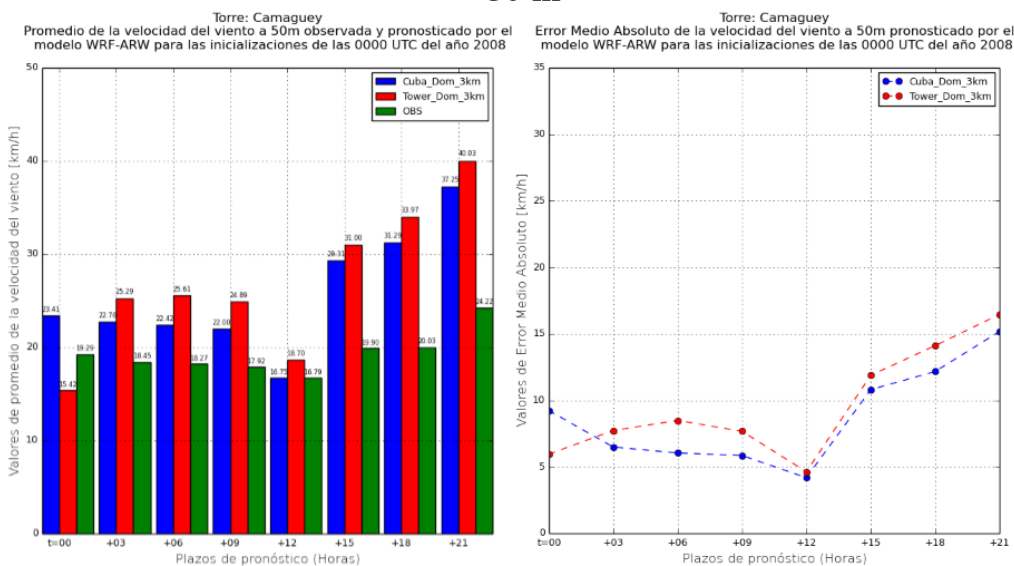 50 m
Torre: Camaguey
Promedio de la velocidad del viento a 50m observada y pronosticado por el
modelo WRF-ARW para las inicializaciones de las 0000 UTC del año 2008
Valores de promedio de la velocidad del viento [km/h]
50
40
30
20
10
0
Cuba_Dom_3km
Tower_Dom_3km
OBS
23.41
15.42
19.29
22.76
25.29
18.45
22.42
25.61
18.27
22.00
24.89
17.92
16.75
18.70
16.79
29.31
31.00
19.90
31.29
33.97
20.03
37.25
40.03
24.22
t=00
+03
+06
+09
+12
+15
+18
+21
Plazos de pronóstico (Horas)
Torre: Camaguey
Error Medio Absoluto de la velocidad del viento a 50m pronosticado por el
modelo WRF-ARW para las inicializaciones de las 0000 UTC del año 2008
Valores de Error Medio Absoluto [km/h]
35
30
25
20
15
10
5
0
Cuba_Dom_3km
Tower_Dom_3km
t=00
+03
+06
+09
+12
+15
+18
+21
Plazos de pronóstico (Horas)